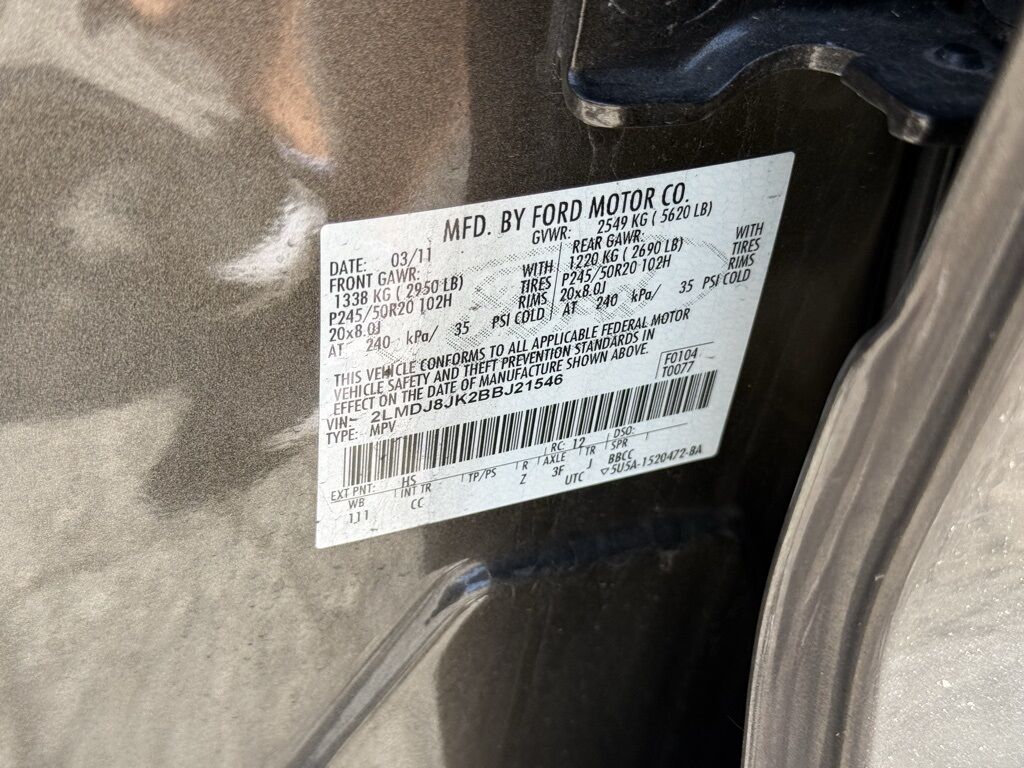 MFD. BY FORD MOTOR CO.
DATE: 03/11 GVWR: 2549 KG ( 5620 LB)
FRONT GAWR: REAR GAWR:
1338 KG ( 2950 LB) WITH 1220 KG ( 2690 LB) WITH
P245/50R20 102H TIRES P245/50R20 102H TIRES
20x8.0J RIMS 20x8.0J RIMS
AT 240 kPa/ 35 PSI COLD AT 240 kPa/ 35 PSI COLD
THIS VEHICLE CONFORMS TO ALL APPLICABLE FEDERAL MOTOR
VEHICLE SAFETY AND THEFT PREVENTION STANDARDS IN
EFFECT ON THE DATE OF MANUFACTURE SHOWN ABOVE.
VIN: 2LMDJ8JK2BBJ21546 F0104
TYPE: MPV T0077
EXT PNT: HS RC: 12 DSO:
WB INT TR TP/PS R AXLE TR SPR
111 CC Z 3F J BBCC
UTC ▽5U5A-1520472-BA